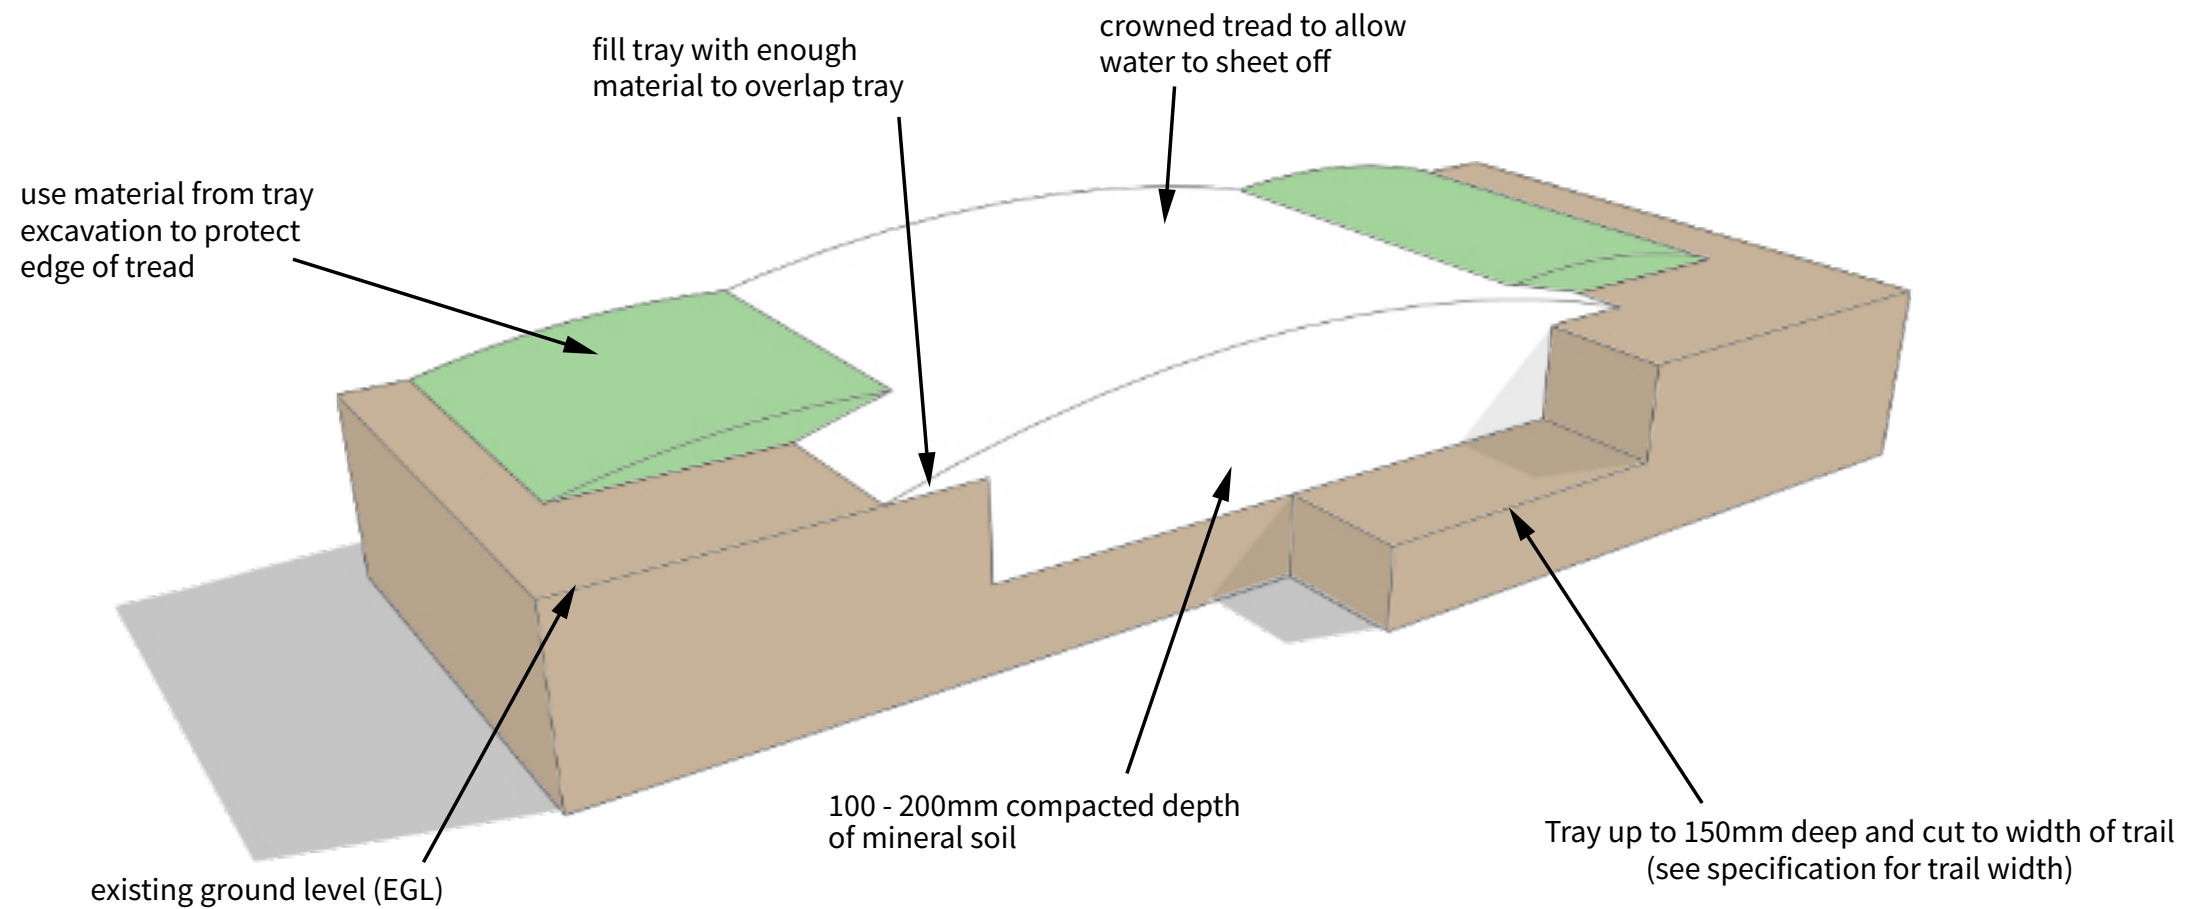 crowned tread to allow
water to sheet off
fill tray with enough
material to overlap tray
use material from tray
excavation to protect
edge of tread
100 - 200mm compacted depth
of mineral soil
Tray up to 150mm deep and cut to width of trail
(see specification for trail width)
existing ground level (EGL)